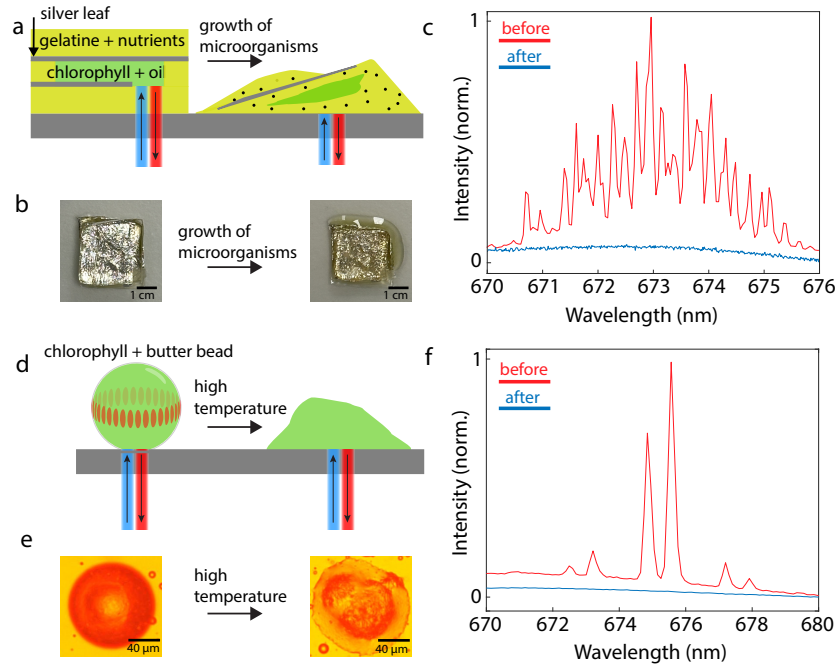 a
silver leaf
gelatine + nutrients
chlorophyll + oil
growth of
microorganisms
b
growth of
microorganisms
1 cm
1 cm
c
before
after
Intensity (norm.)
1
0
670 671 672 673 674 675 676
Wavelength (nm)
d
chlorophyll + butter bead
high
temperature
e
high
temperature
40 µm
40 µm
f
before
after
Intensity (norm.)
1
0
670 672 674 676 678 680
Wavelength (nm)